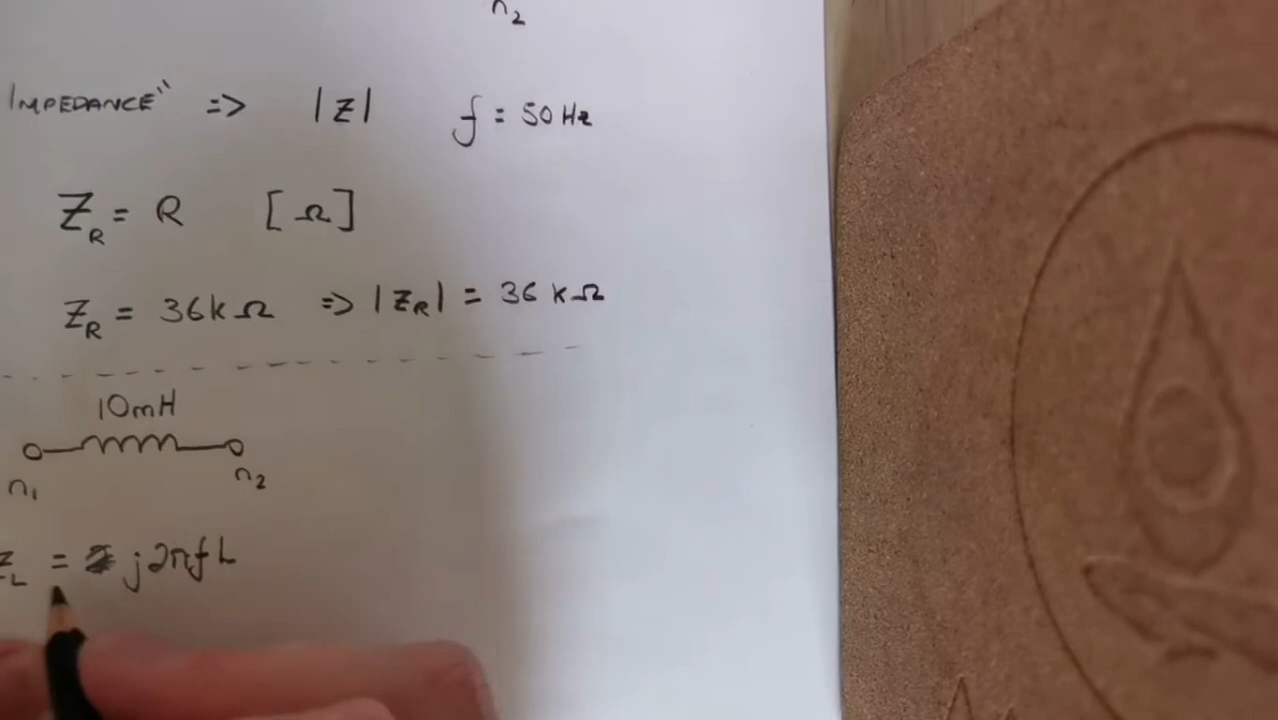 n2
IMPEDANCE" => |Z| f = 50 Hz
ZR = R [Ω]
ZR = 36kΩ => |ZR| = 36 kΩ
10mH
n1 n2
ZL = j2πfL